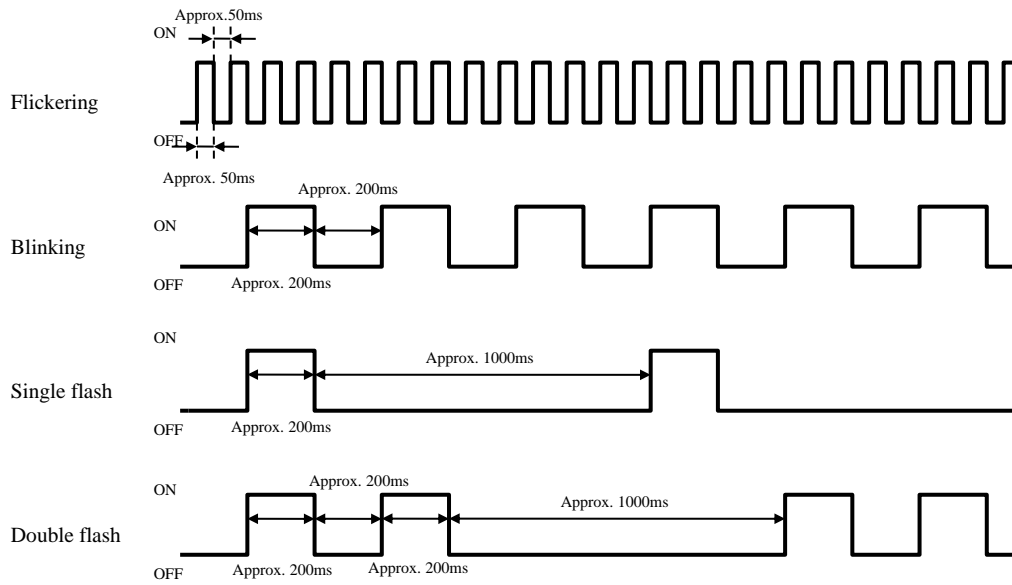 Approx.50ms
ON
Flickering
OFF
Approx. 50ms
Approx. 200ms
ON
Blinking
OFF
Approx. 200ms
ON
Approx. 1000ms
Single flash
OFF
Approx. 200ms
Approx. 200ms
ON
Approx. 1000ms
Double flash
OFF
Approx. 200ms
Approx. 200ms